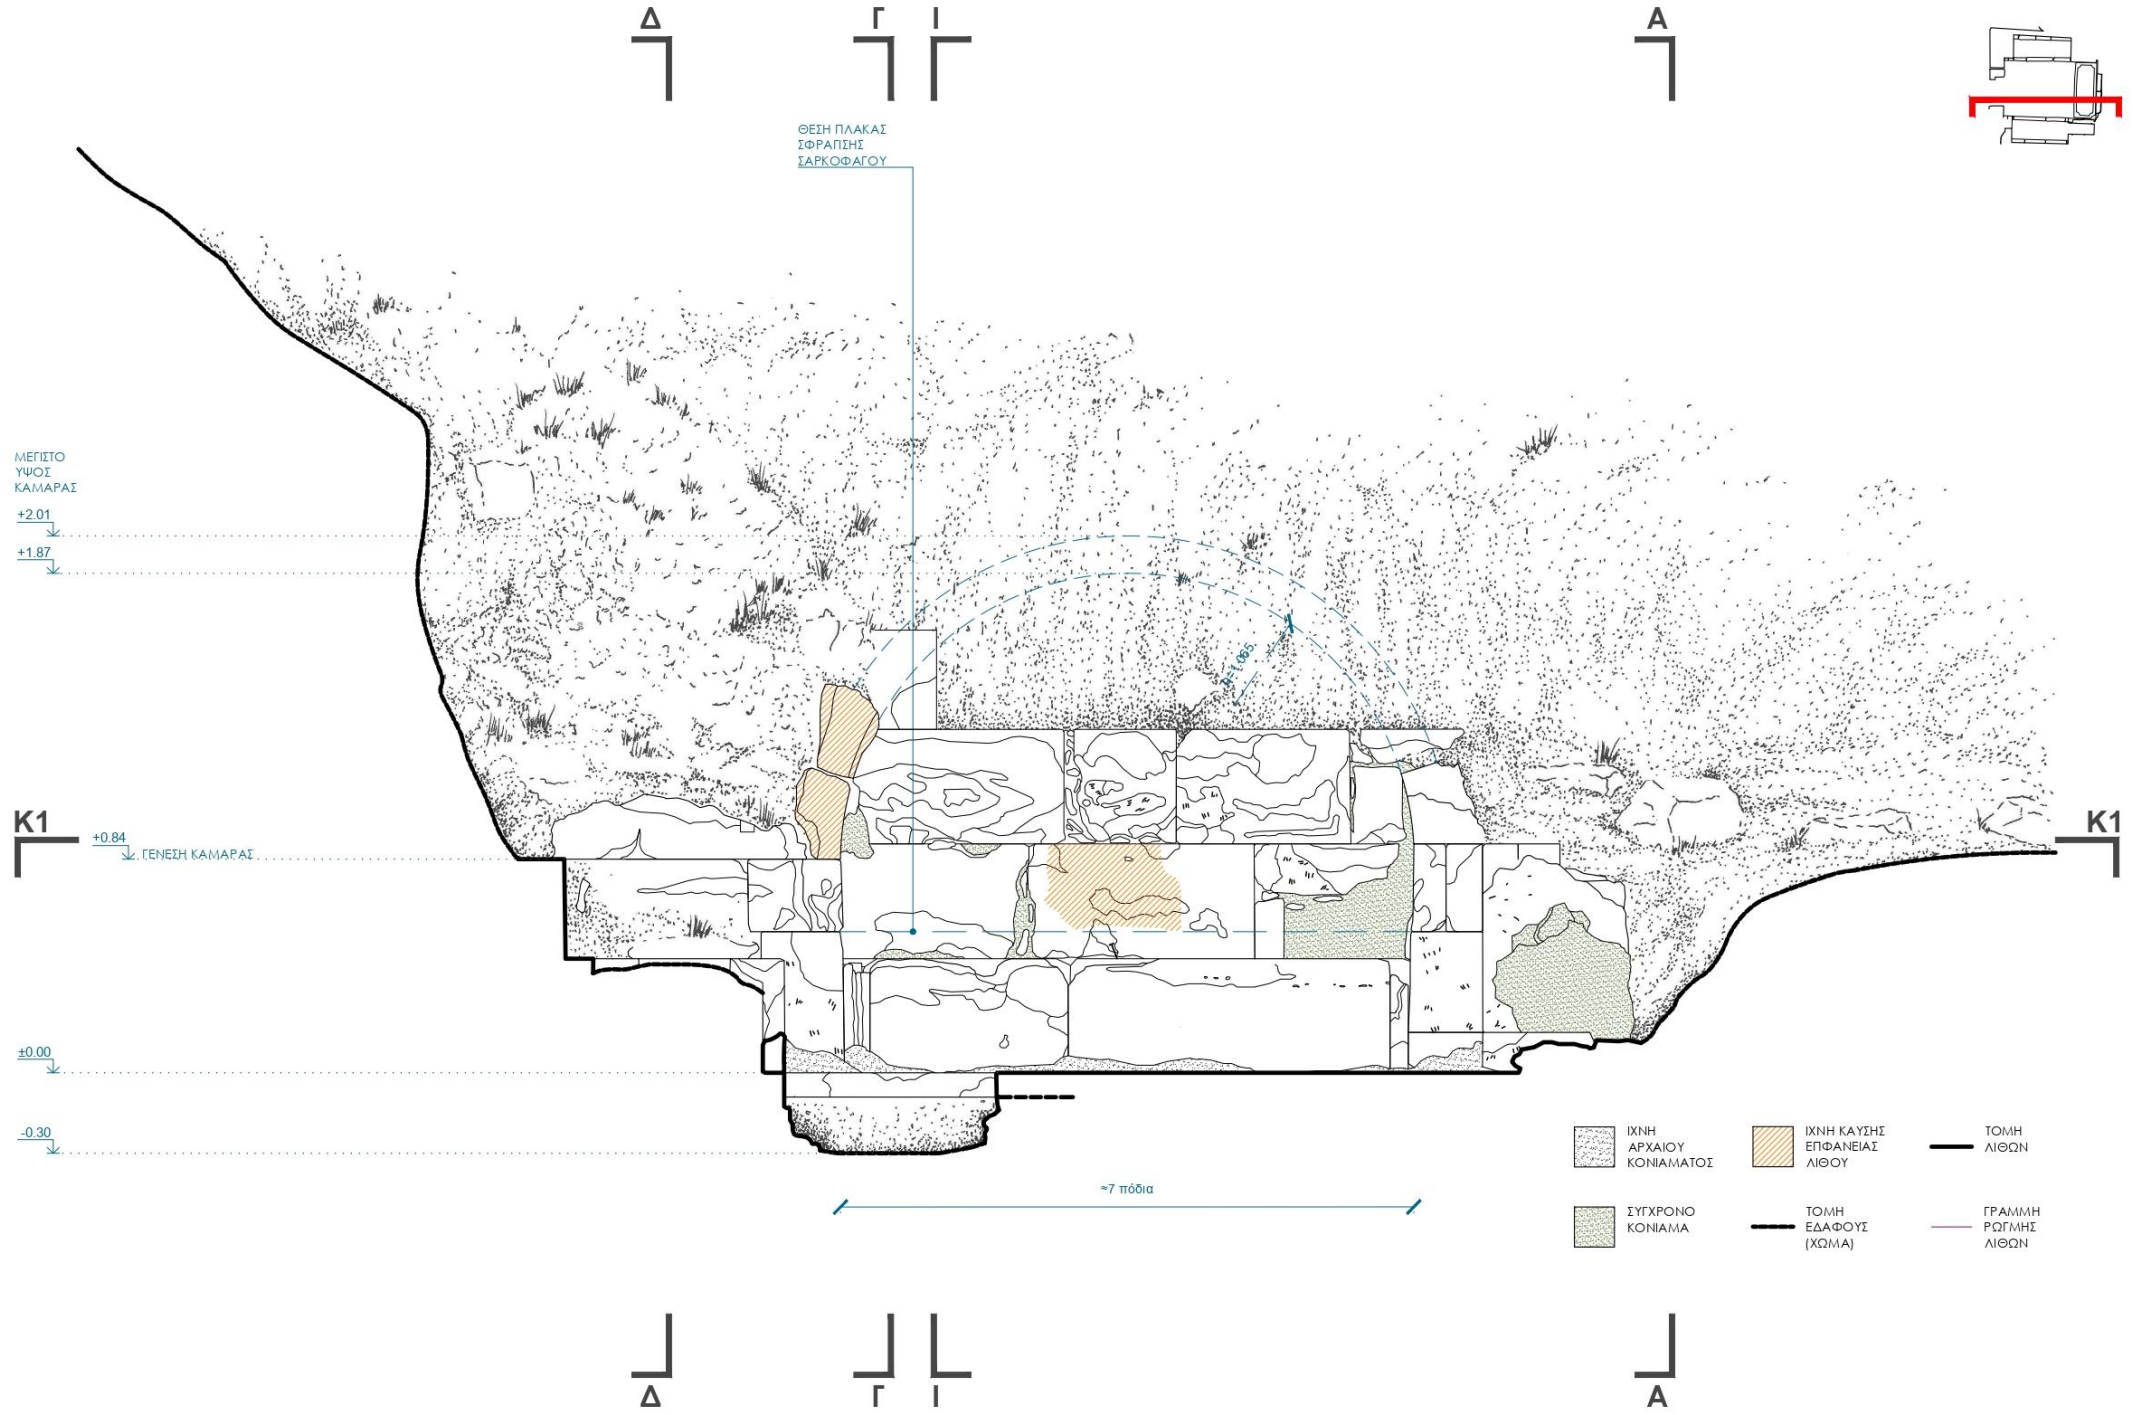 Δ
Γ
Ι
Α
ΘΕΣΗ ΠΛΑΚΑΣ
ΣΦΡΑΓΙΣΗΣ
ΣΑΡΚΟΦΑΓΟΥ
ΜΕΓΙΣΤΟ
ΥΨΟΣ
ΚΑΜΑΡΑΣ
+2.01
+1.87
R=1.065
K1
+0.84
ΓΕΝΕΣΗ ΚΑΜΑΡΑΣ
K1
±0.00
-0.30
≈7 πόδια
ΙΧΝΗ
ΑΡΧΑΙΟΥ
ΚΟΝΙΑΜΑΤΟΣ
ΙΧΝΗ ΚΑΥΣΗΣ
ΕΠΙΦΑΝΕΙΑΣ
ΛΙΘΟΥ
ΤΟΜΗ
ΛΙΘΩΝ
ΣΥΓΧΡΟΝΟ
ΚΟΝΙΑΜΑ
ΤΟΜΗ
ΕΔΑΦΟΥΣ
(ΧΩΜΑ)
ΓΡΑΜΜΗ
ΡΩΓΜΗΣ
ΛΙΘΩΝ
Δ
Γ
Ι
Α